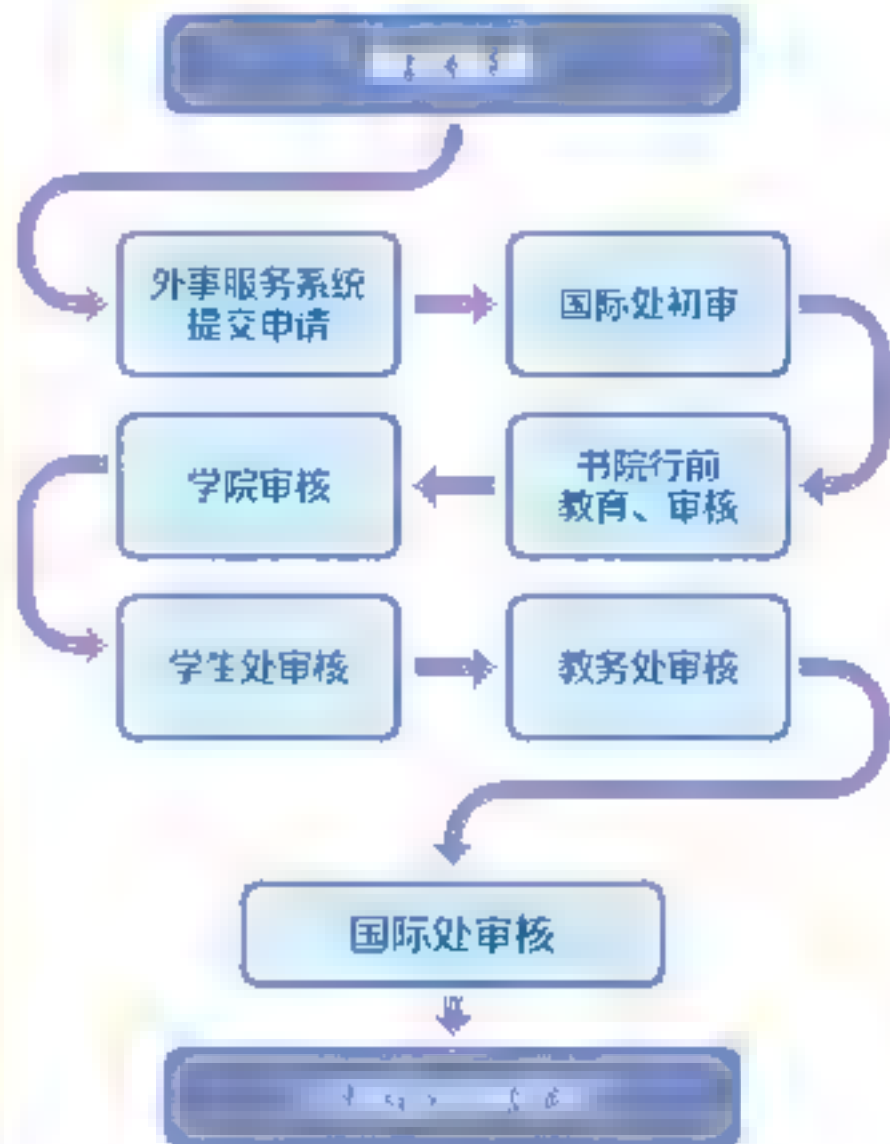 外事服务系统
提交申请
国际处初审
书院行前
教育、审核
学院审核
学生处审核
教务处审核
国际处审核